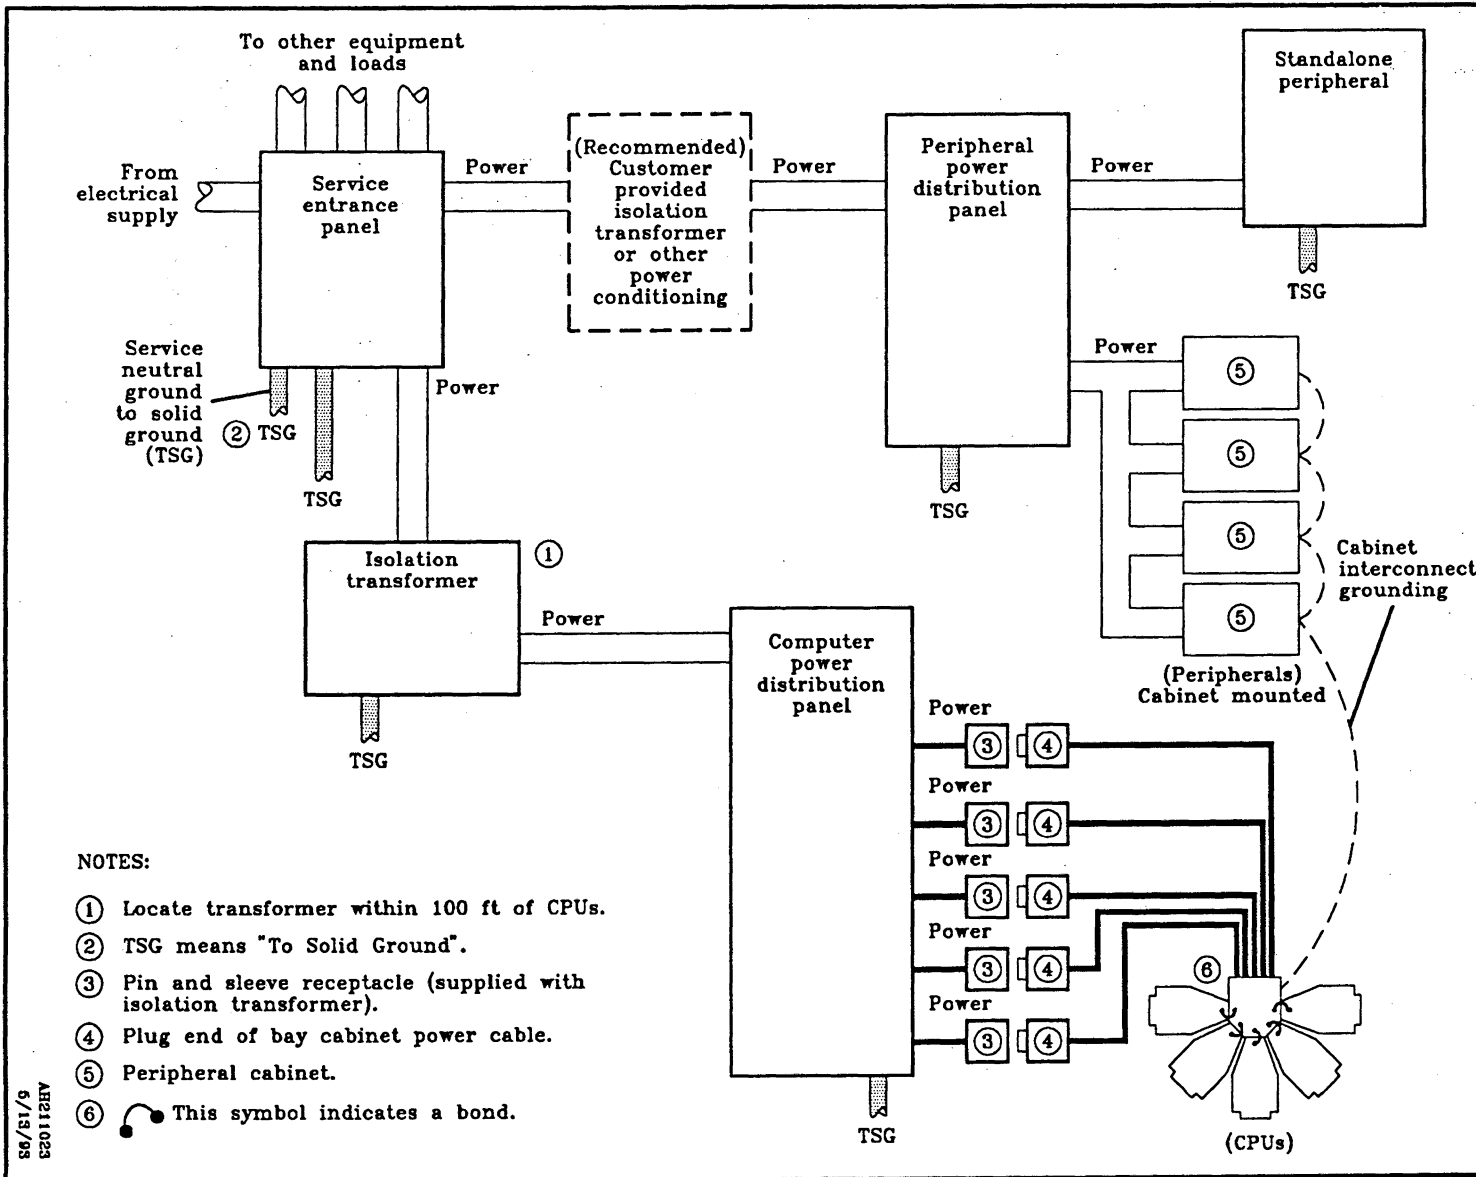 To other equipment
and loads
From
electrical
supply
Service
entrance
panel
Power
(Recommended)
Customer
provided
isolation
transformer
or other
power
conditioning
Power
Peripheral
power
distribution
panel
Power
Standalone
peripheral
TSG
Service
neutral
ground
to solid
ground
(TSG)
2 TSG
TSG
Power
TSG
Power
5
5
5
5
(Peripherals)
Cabinet mounted
Cabinet
interconnect
grounding
Isolation
transformer
1
TSG
Power
Computer
power
distribution
panel
TSG
Power
3 4
Power
3 4
Power
3 4
Power
3 4
Power
3 4
6
(CPUs)
NOTES:
1 Locate transformer within 100 ft of CPUs.
2 TSG means "To Solid Ground".
3 Pin and sleeve receptacle (supplied with
isolation transformer).
4 Plug end of bay cabinet power cable.
5 Peripheral cabinet.
6 This symbol indicates a bond.
AH211023
5/13/93